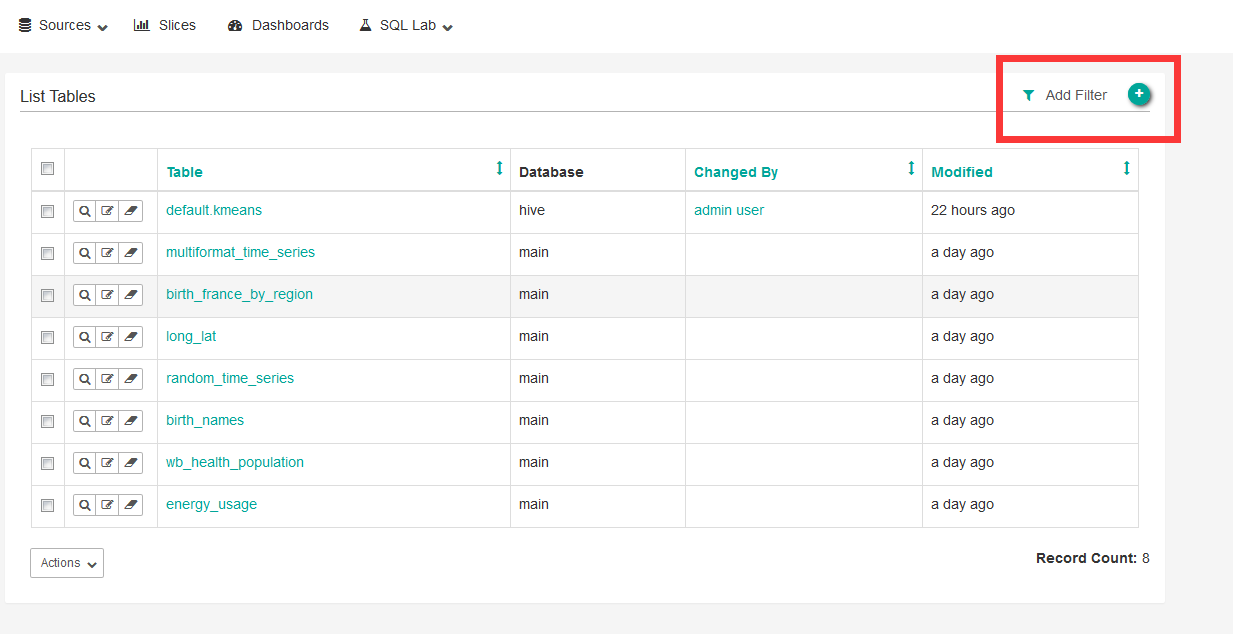 Sources Slices Dashboards SQL Lab
List Tables Add Filter
Table Database Changed By Modified
default.kmeans hive admin user 22 hours ago
multiformat_time_series main a day ago
birth_france_by_region main a day ago
long_lat main a day ago
random_time_series main a day ago
birth_names main a day ago
wb_health_population main a day ago
energy_usage main a day ago
Actions Record Count: 8